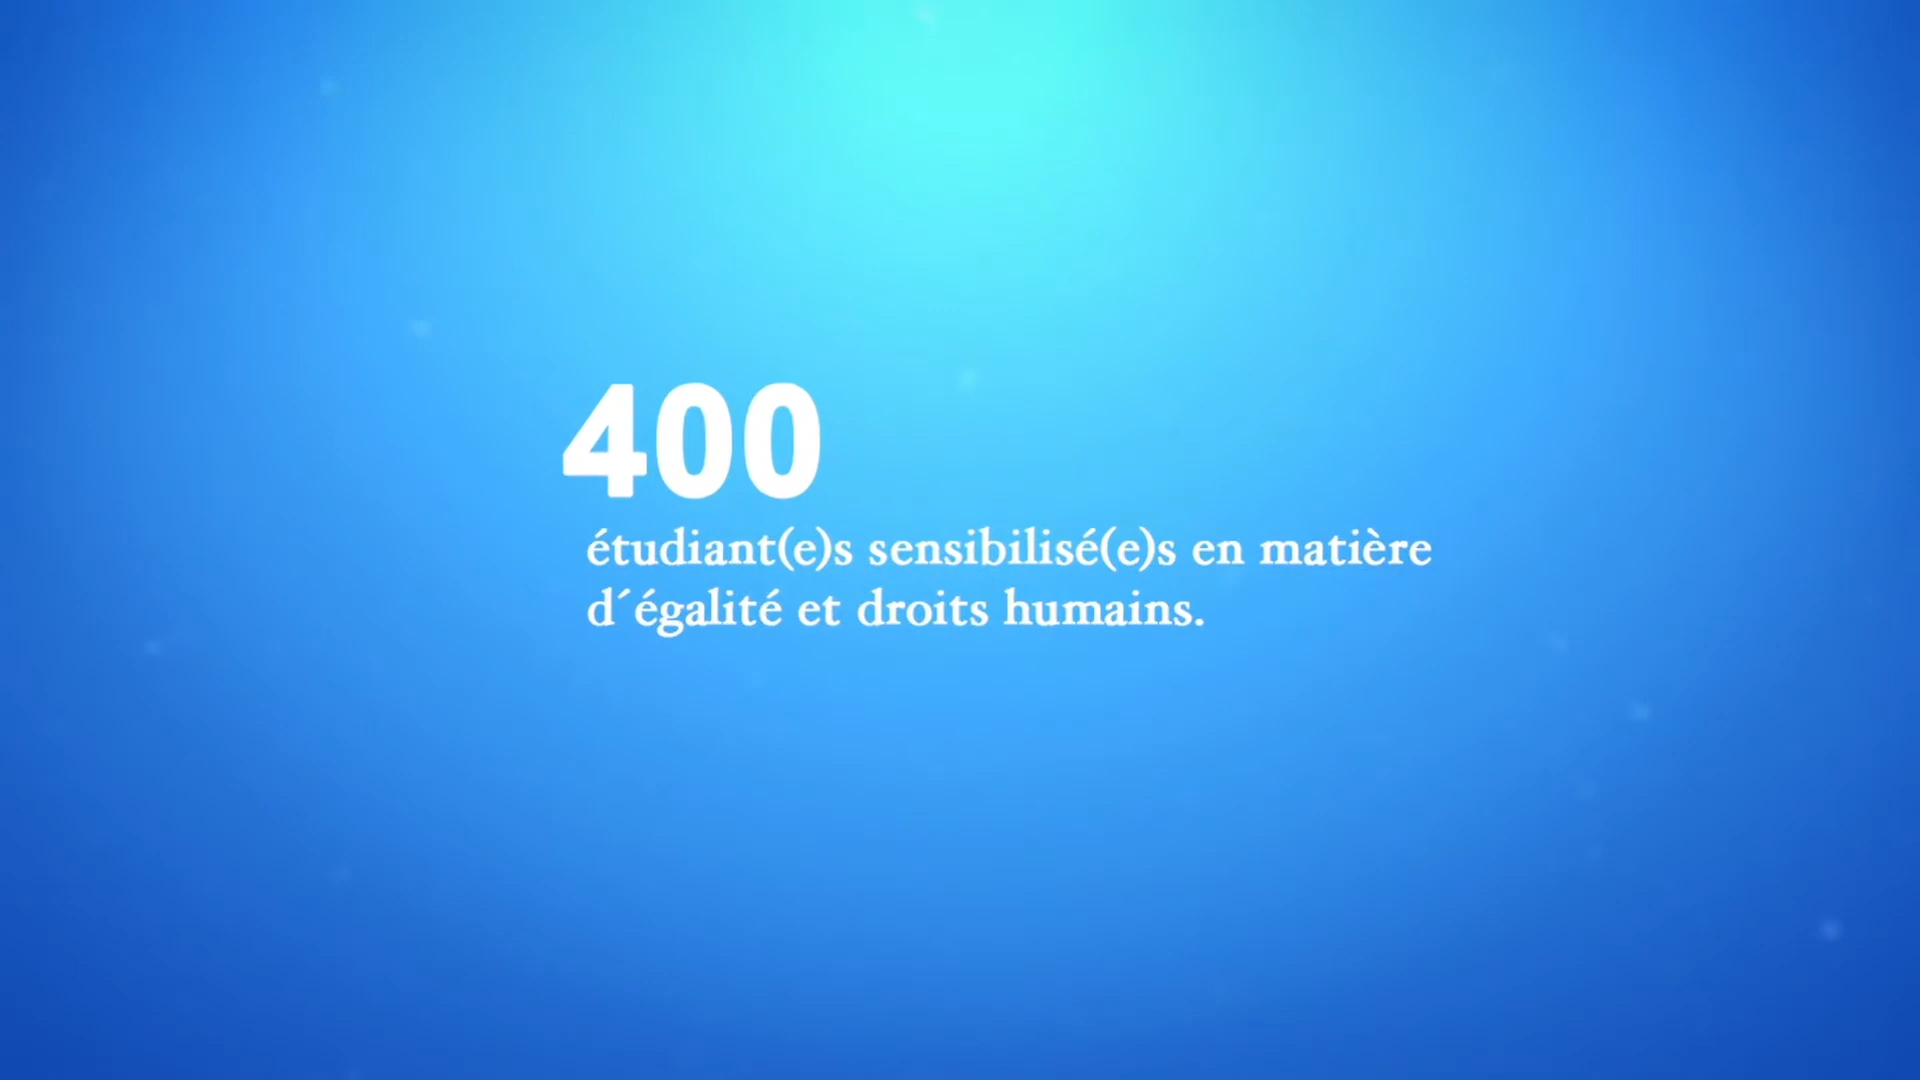 400
étudiant(e)s sensibilisé(e)s en matière
d´égalité et droits humains.